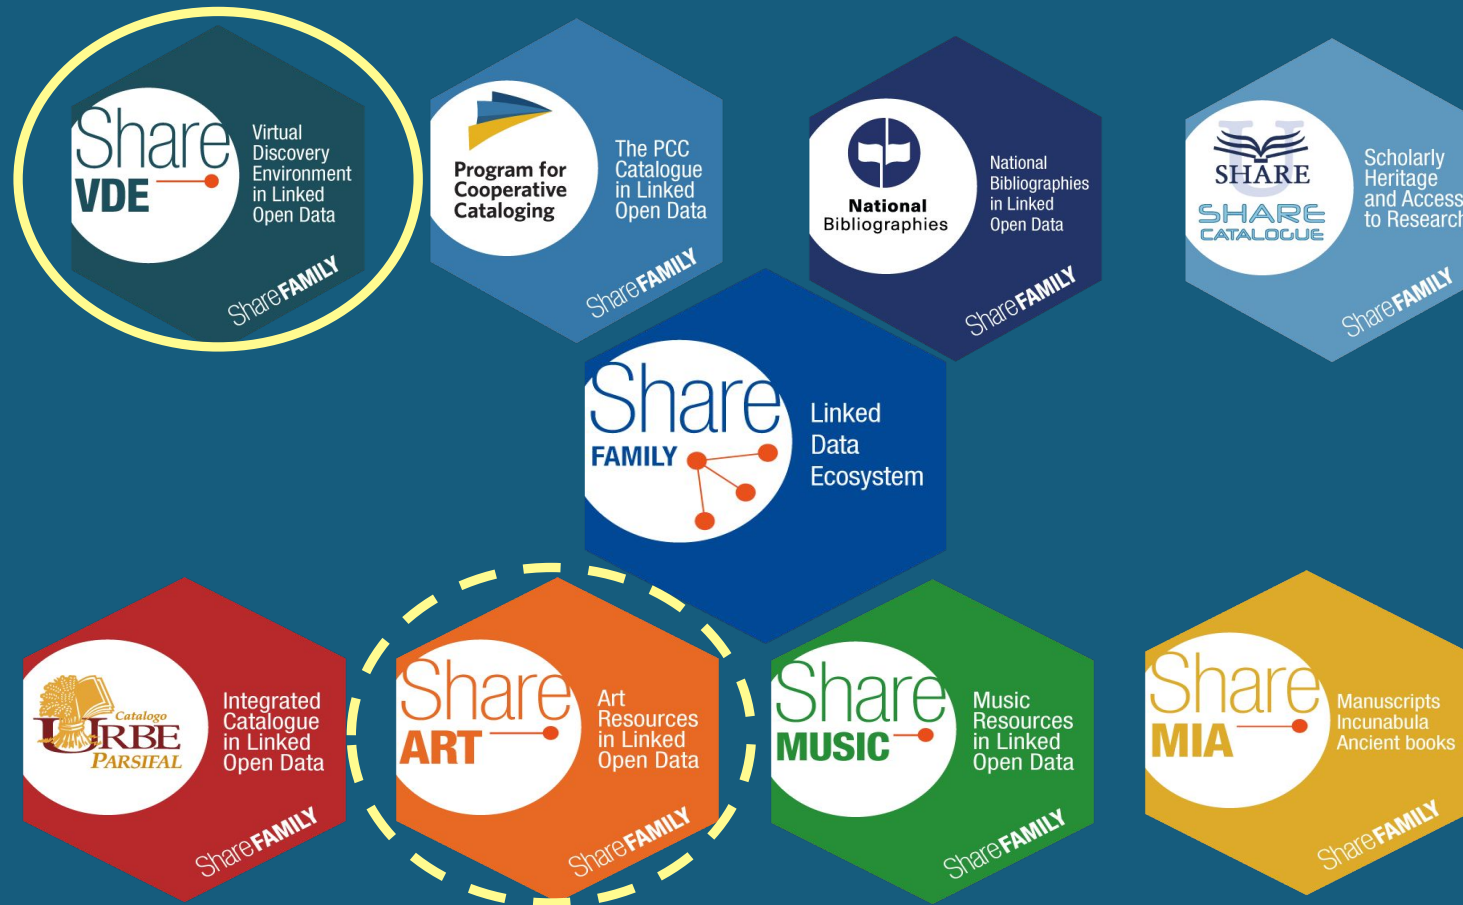 Share
VDE
Virtual
Discovery
Environment
in Linked
Open Data
ShareFAMILY
Program for
Cooperative
Cataloging
The PCC
Catalogue
in Linked
Open Data
ShareFAMILY
National
Bibliographies
National
Bibliographies
in Linked
Open Data
ShareFAMILY
U
SHARE
SHARE
CATALOGUE
Scholarly
Heritage
and Access
to Research
ShareFAMILY
Share
FAMILY
Linked
Data
Ecosystem
Catalogo
URBE
PARSIFAL
Integrated
Catalogue
in Linked
Open Data
ShareFAMILY
Share
ART
Art
Resources
in Linked
Open Data
ShareFAMILY
Share
MUSIC
Music
Resources
in Linked
Open Data
ShareFAMILY
Share
MIA
Manuscripts
Incunabula
Ancient books
ShareFAMILY